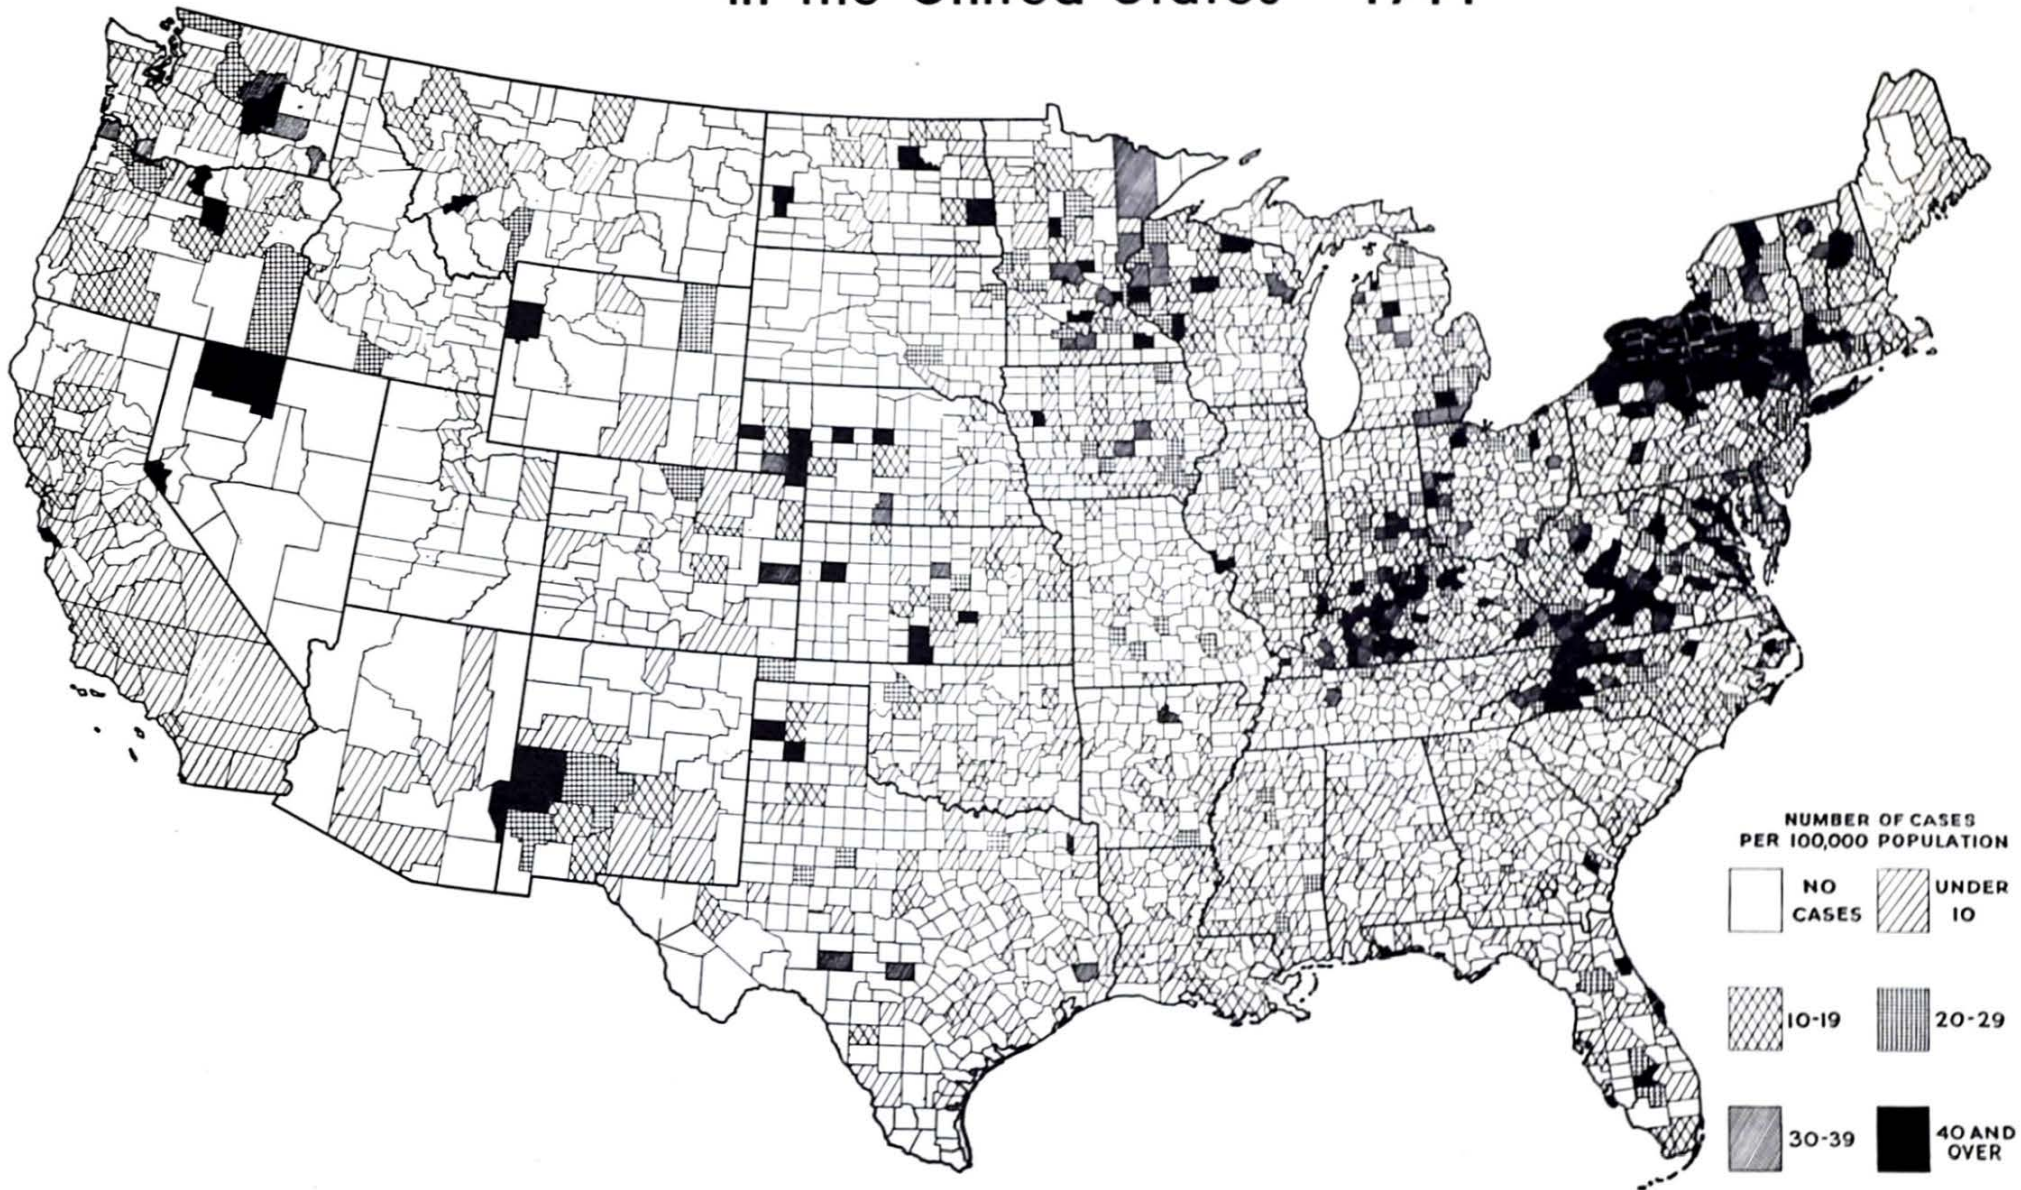 in the United States - 1944
NUMBER OF CASES
PER 100,000 POPULATION
NO
CASES
UNDER
10
10-19
20-29
30-39
40 AND
OVER